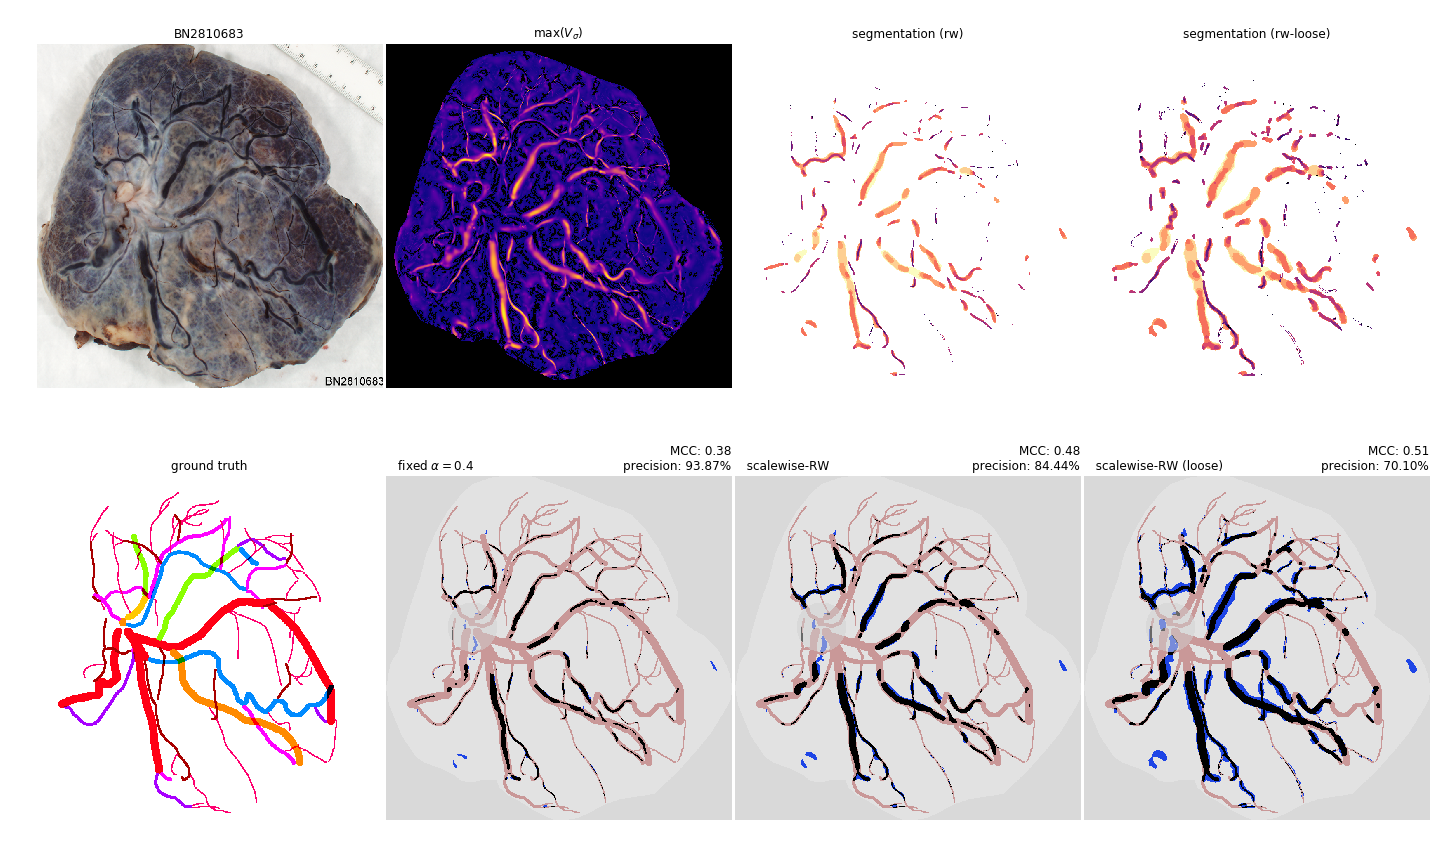 BN2810683
max(V_σ)
segmentation (rw)
segmentation (rw-loose)
BN2810683
ground truth
fixed α = 0.4
MCC: 0.38
precision: 93.87%
scalewise-RW
MCC: 0.48
precision: 84.44%
scalewise-RW (loose)
MCC: 0.51
precision: 70.10%